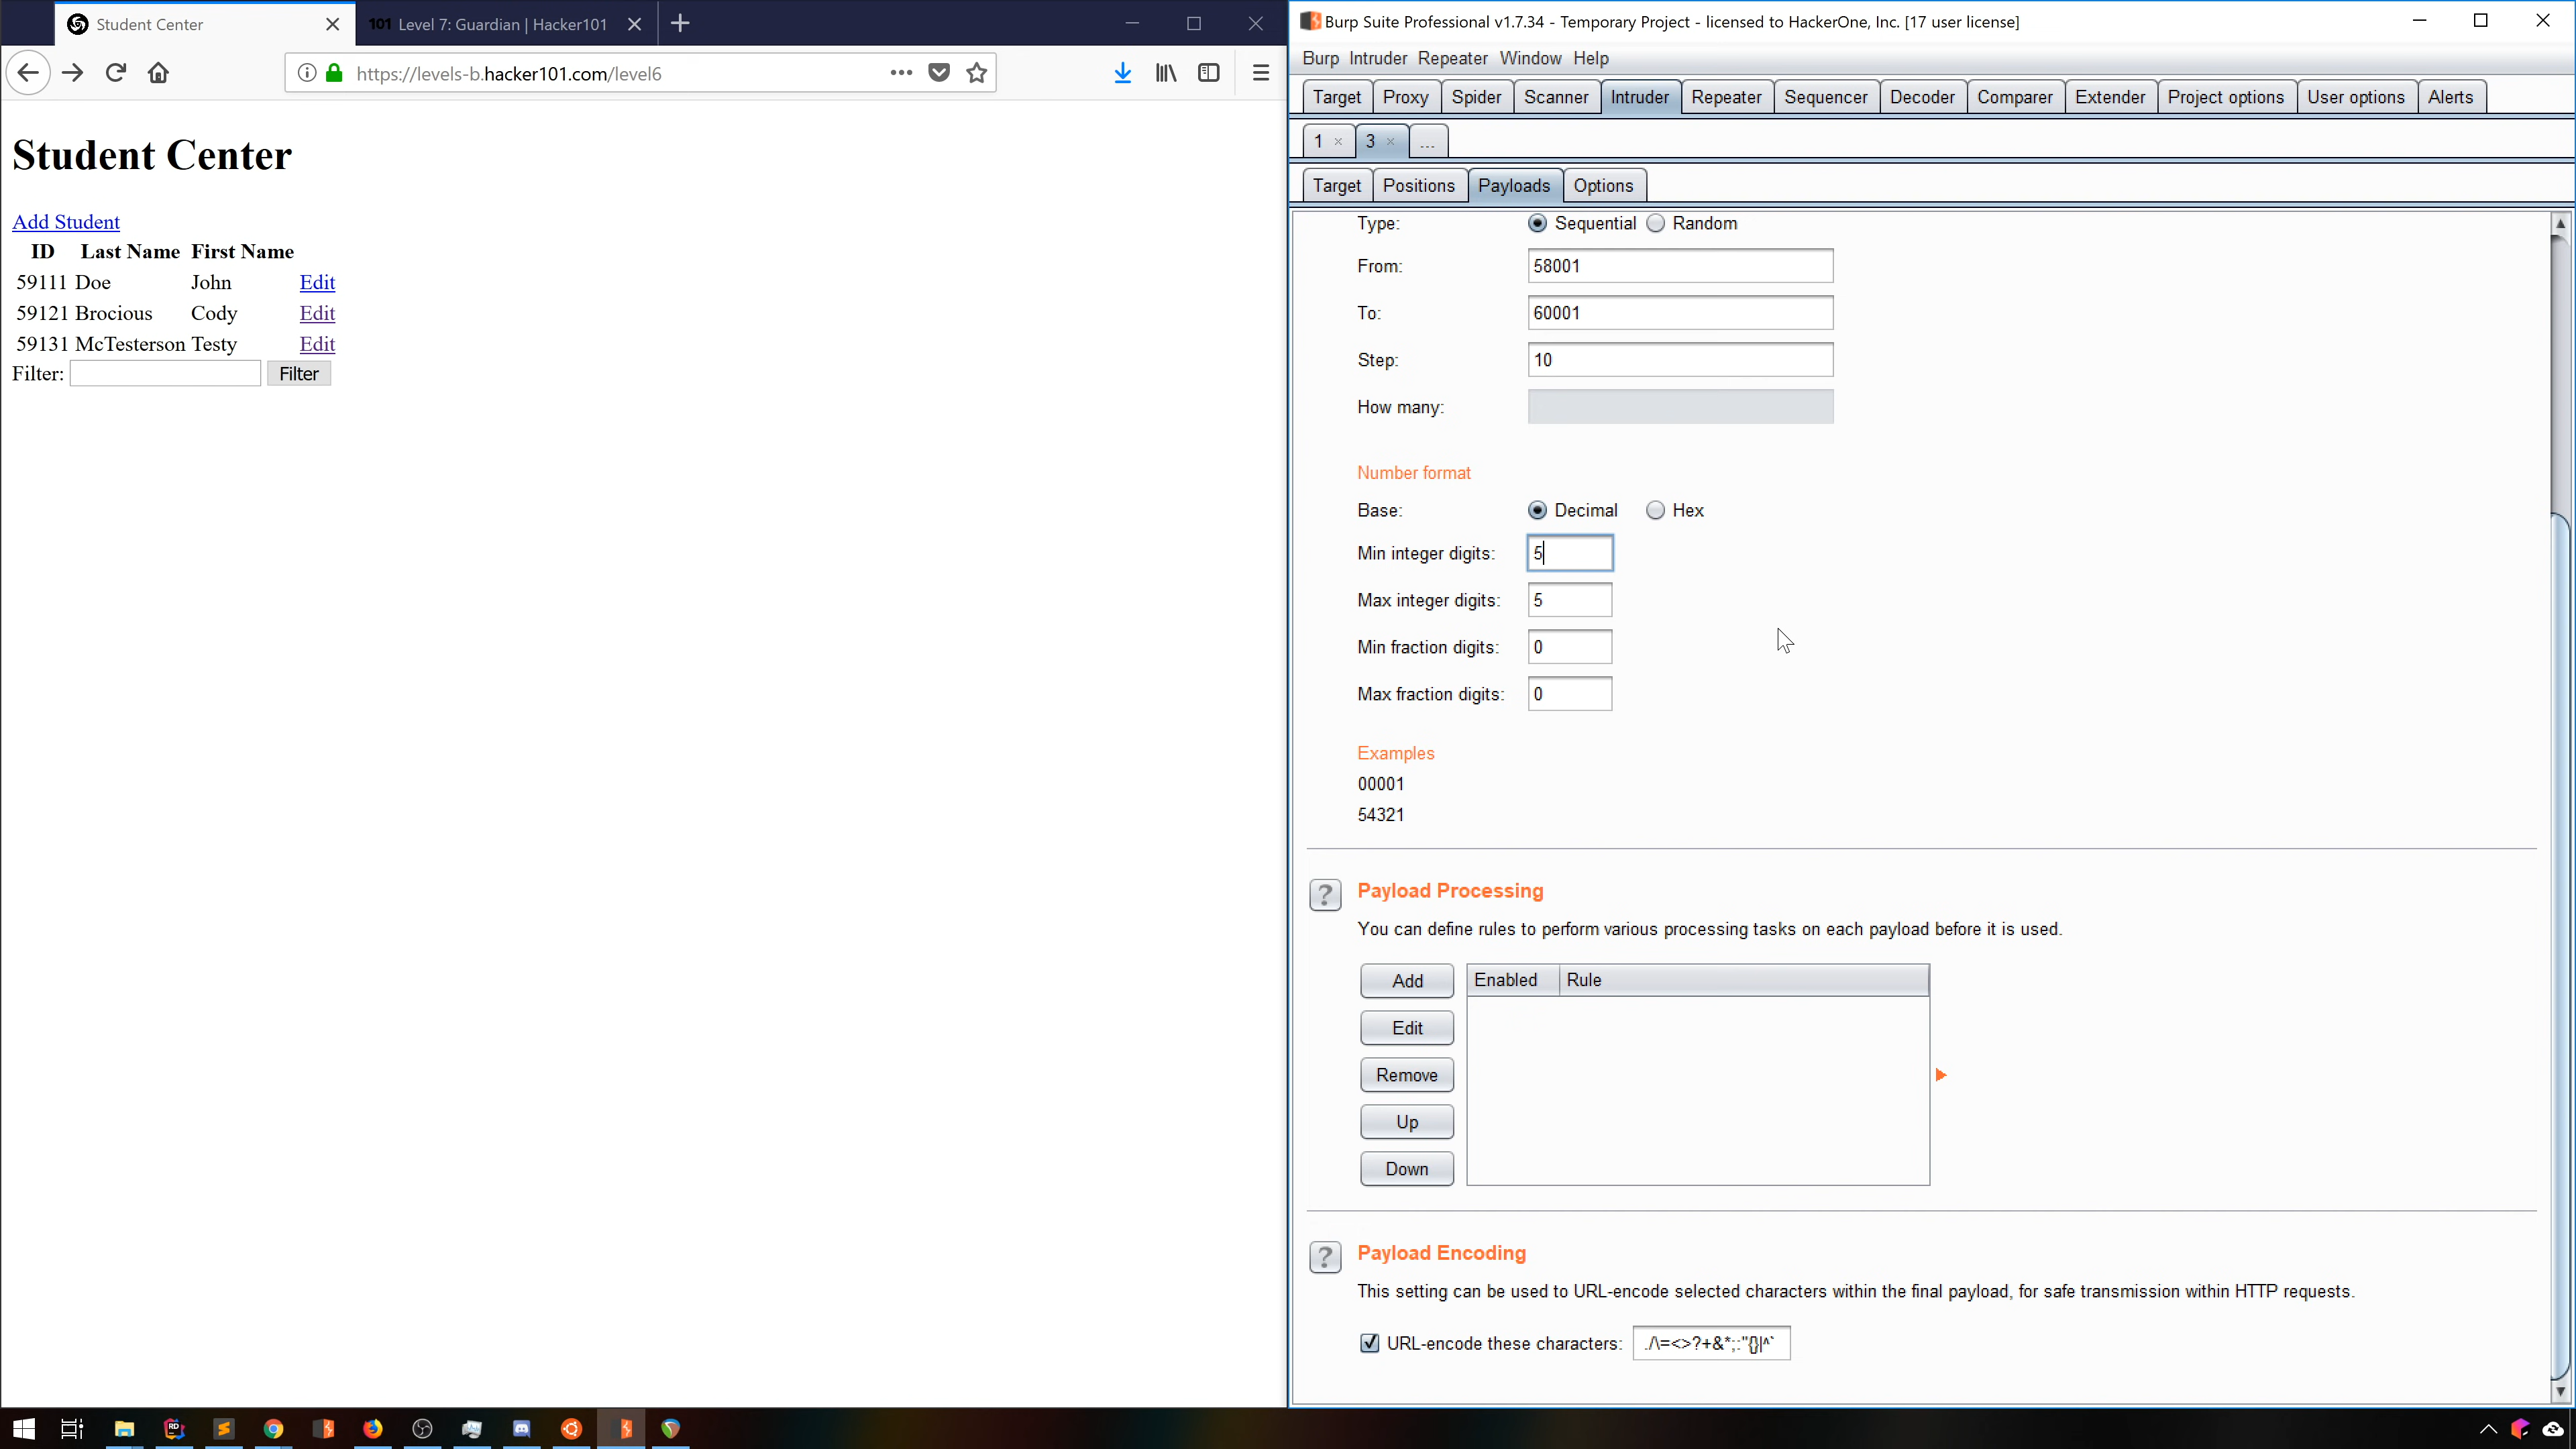 Student Center
101 Level 7: Guardian | Hacker101
https://levels-b.hacker101.com/level6
Student Center
Add Student
ID Last Name First Name
59111 Doe John Edit
59121 Brocious Cody Edit
59131 McTesterson Testy Edit
Filter: Filter
Burp Suite Professional v1.7.34 - Temporary Project - licensed to HackerOne, Inc. [17 user license]
Burp Intruder Repeater Window Help
Target Proxy Spider Scanner Intruder Repeater Sequencer Decoder Comparer Extender Project options User options Alerts
1 × 3 × ...
Target Positions Payloads Options
Type: Sequential Random
From: 58001
To: 60001
Step: 10
How many:
Number format
Base: Decimal Hex
Min integer digits: 5
Max integer digits: 5
Min fraction digits: 0
Max fraction digits: 0
Examples
00001
54321
? Payload Processing
You can define rules to perform various processing tasks on each payload before it is used.
Add Enabled Rule
Edit
Remove
Up
Down
? Payload Encoding
This setting can be used to URL-encode selected characters within the final payload, for safe transmission within HTTP requests.
URL-encode these characters: ./\=<>?+&*;:"{}|^`
RD